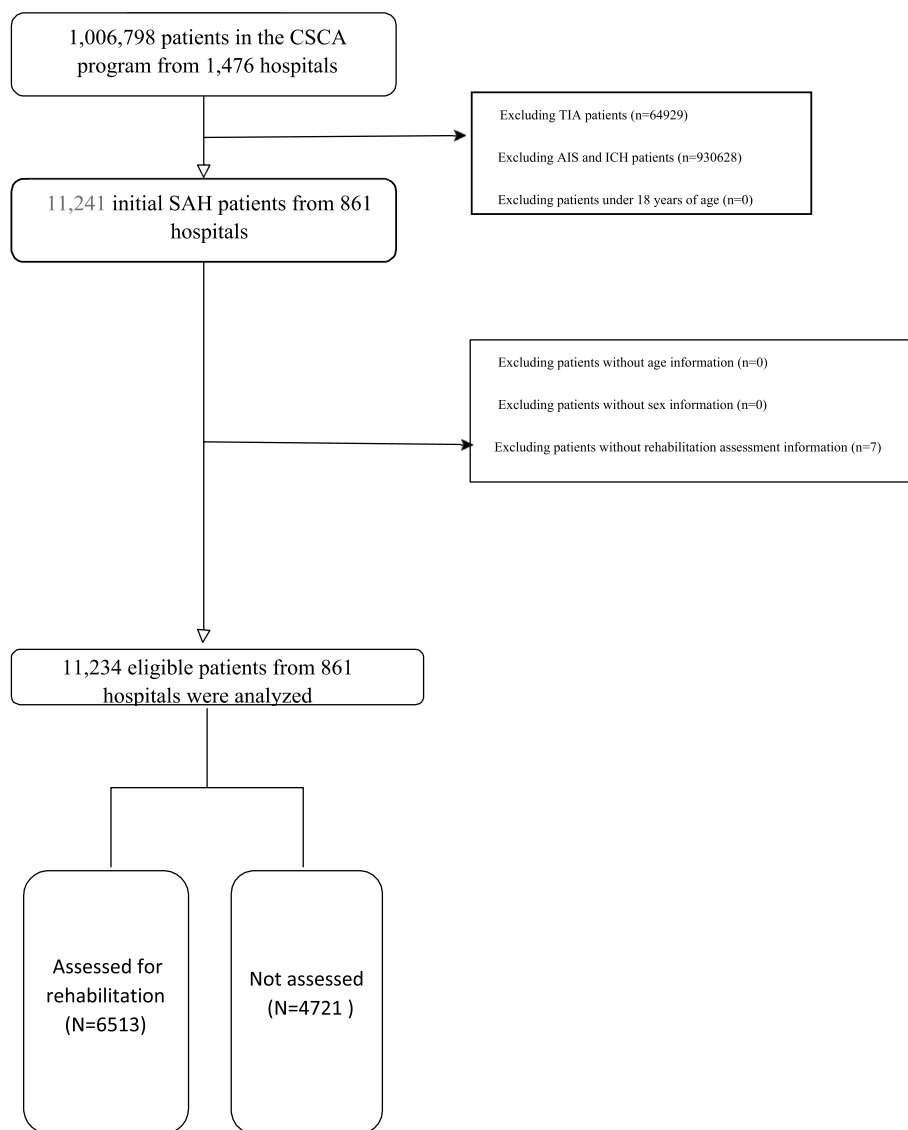 1,006,798 patients in the CSCA
program from 1,476 hospitals
Excluding TIA patients (n=64929)
Excluding AIS and ICH patients (n=930628)
Excluding patients under 18 years of age (n=0)
11,241 initial SAH patients from 861
hospitals
Excluding patients without age information (n=0)
Excluding patients without sex information (n=0)
Excluding patients without rehabilitation assessment information (n=7)
11,234 eligible patients from 861
hospitals were analyzed
Assessed for
rehabilitation
(N=6513)
Not assessed
(N=4721 )